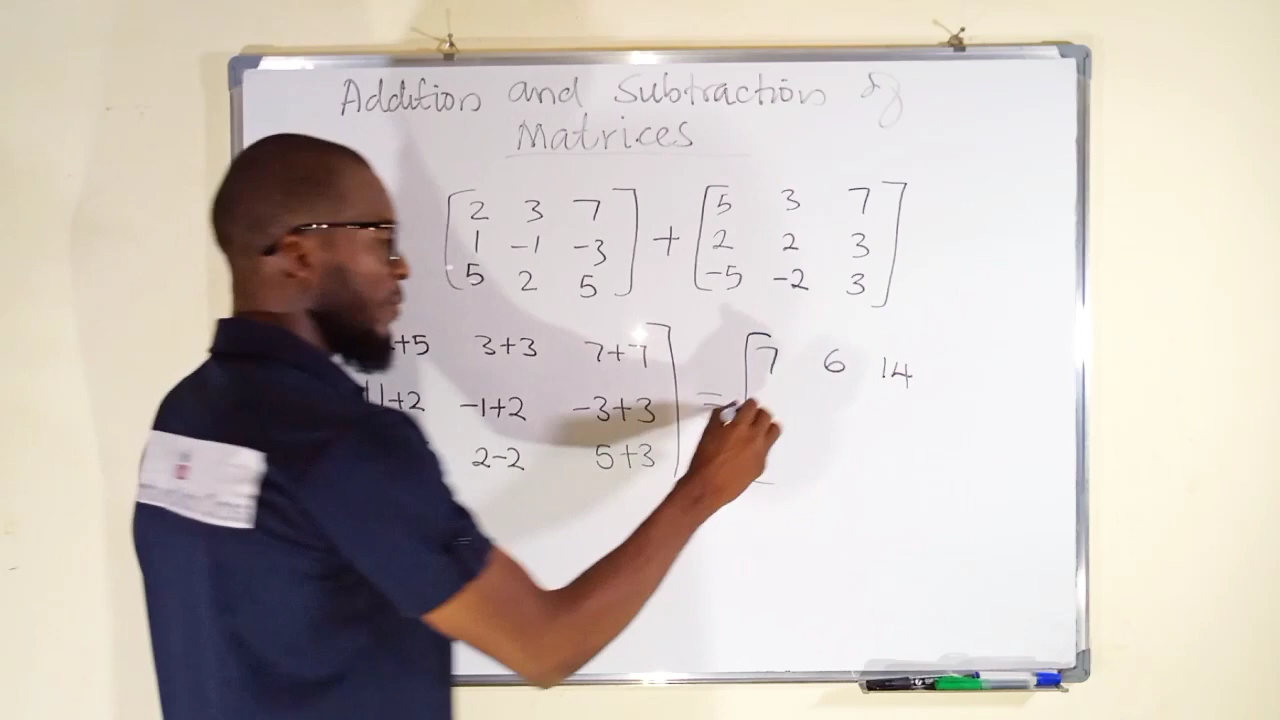 Addition and Subtraction of
Matrices
2 3 7 5 3 7
1 -1 -3 + 2 2 3
5 2 5 -5 -2 3
+5 3+3 7+7 7 6 14
1+2 -1+2 -3+3 =
2-2 5+3